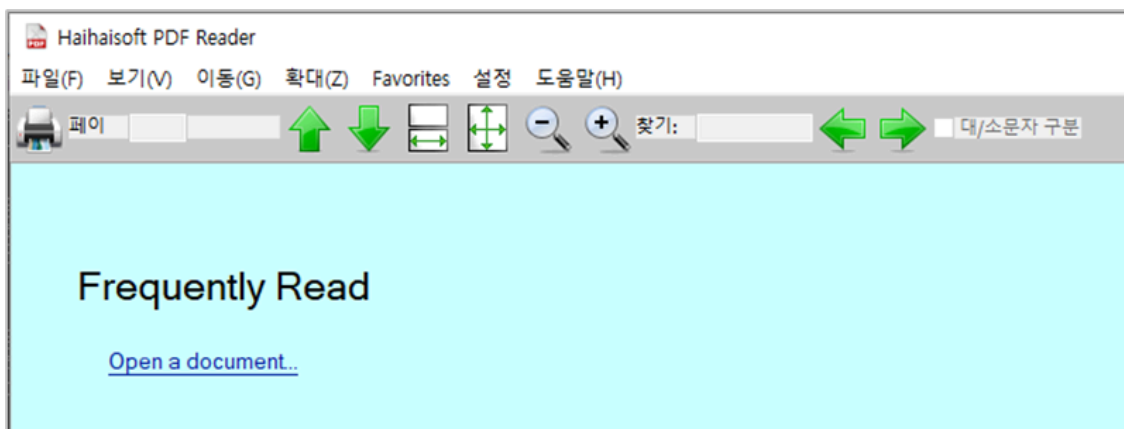 Haihaisoft PDF Reader
파일(F) 보기(V) 이동(G) 확대(Z) Favorites 설정 도움말(H)
페이 찾기: 대/소문자 구분
Frequently Read
Open a document...